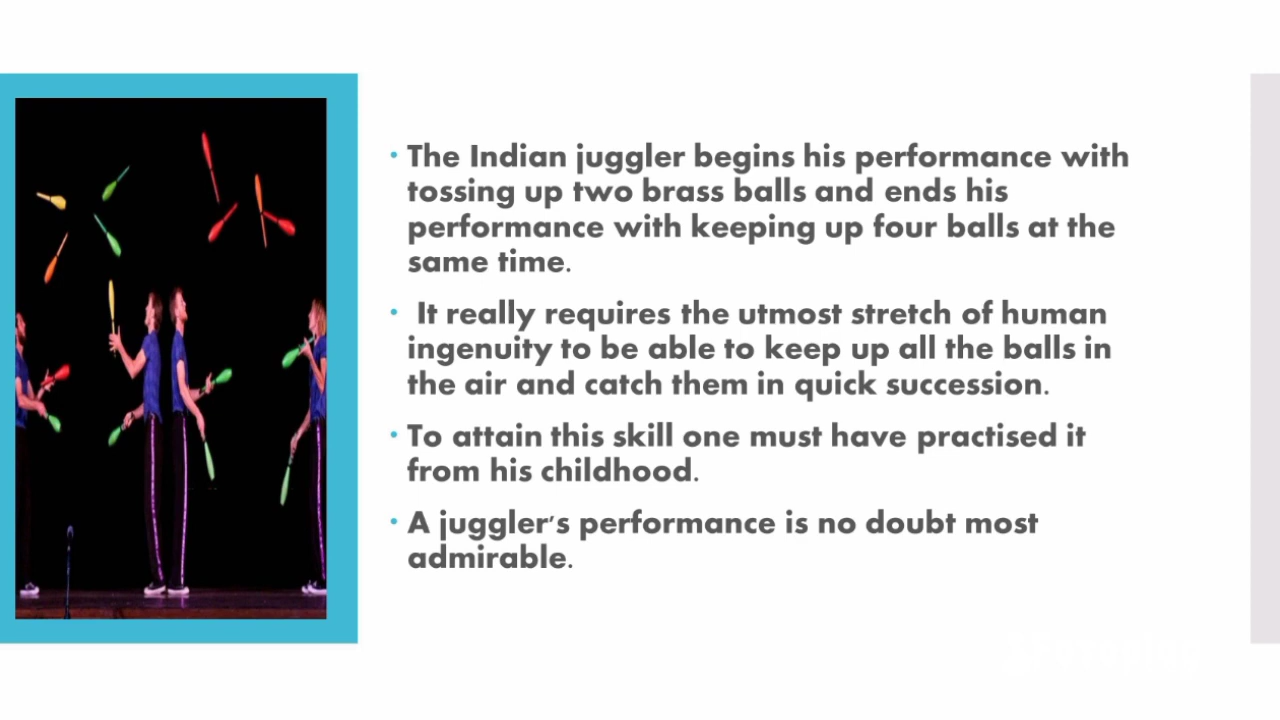 • The Indian juggler begins his performance with
tossing up two brass balls and ends his
performance with keeping up four balls at the
same time.
• It really requires the utmost stretch of human
ingenuity to be able to keep up all the balls in
the air and catch them in quick succession.
• To attain this skill one must have practised it
from his childhood.
• A juggler's performance is no doubt most
admirable.